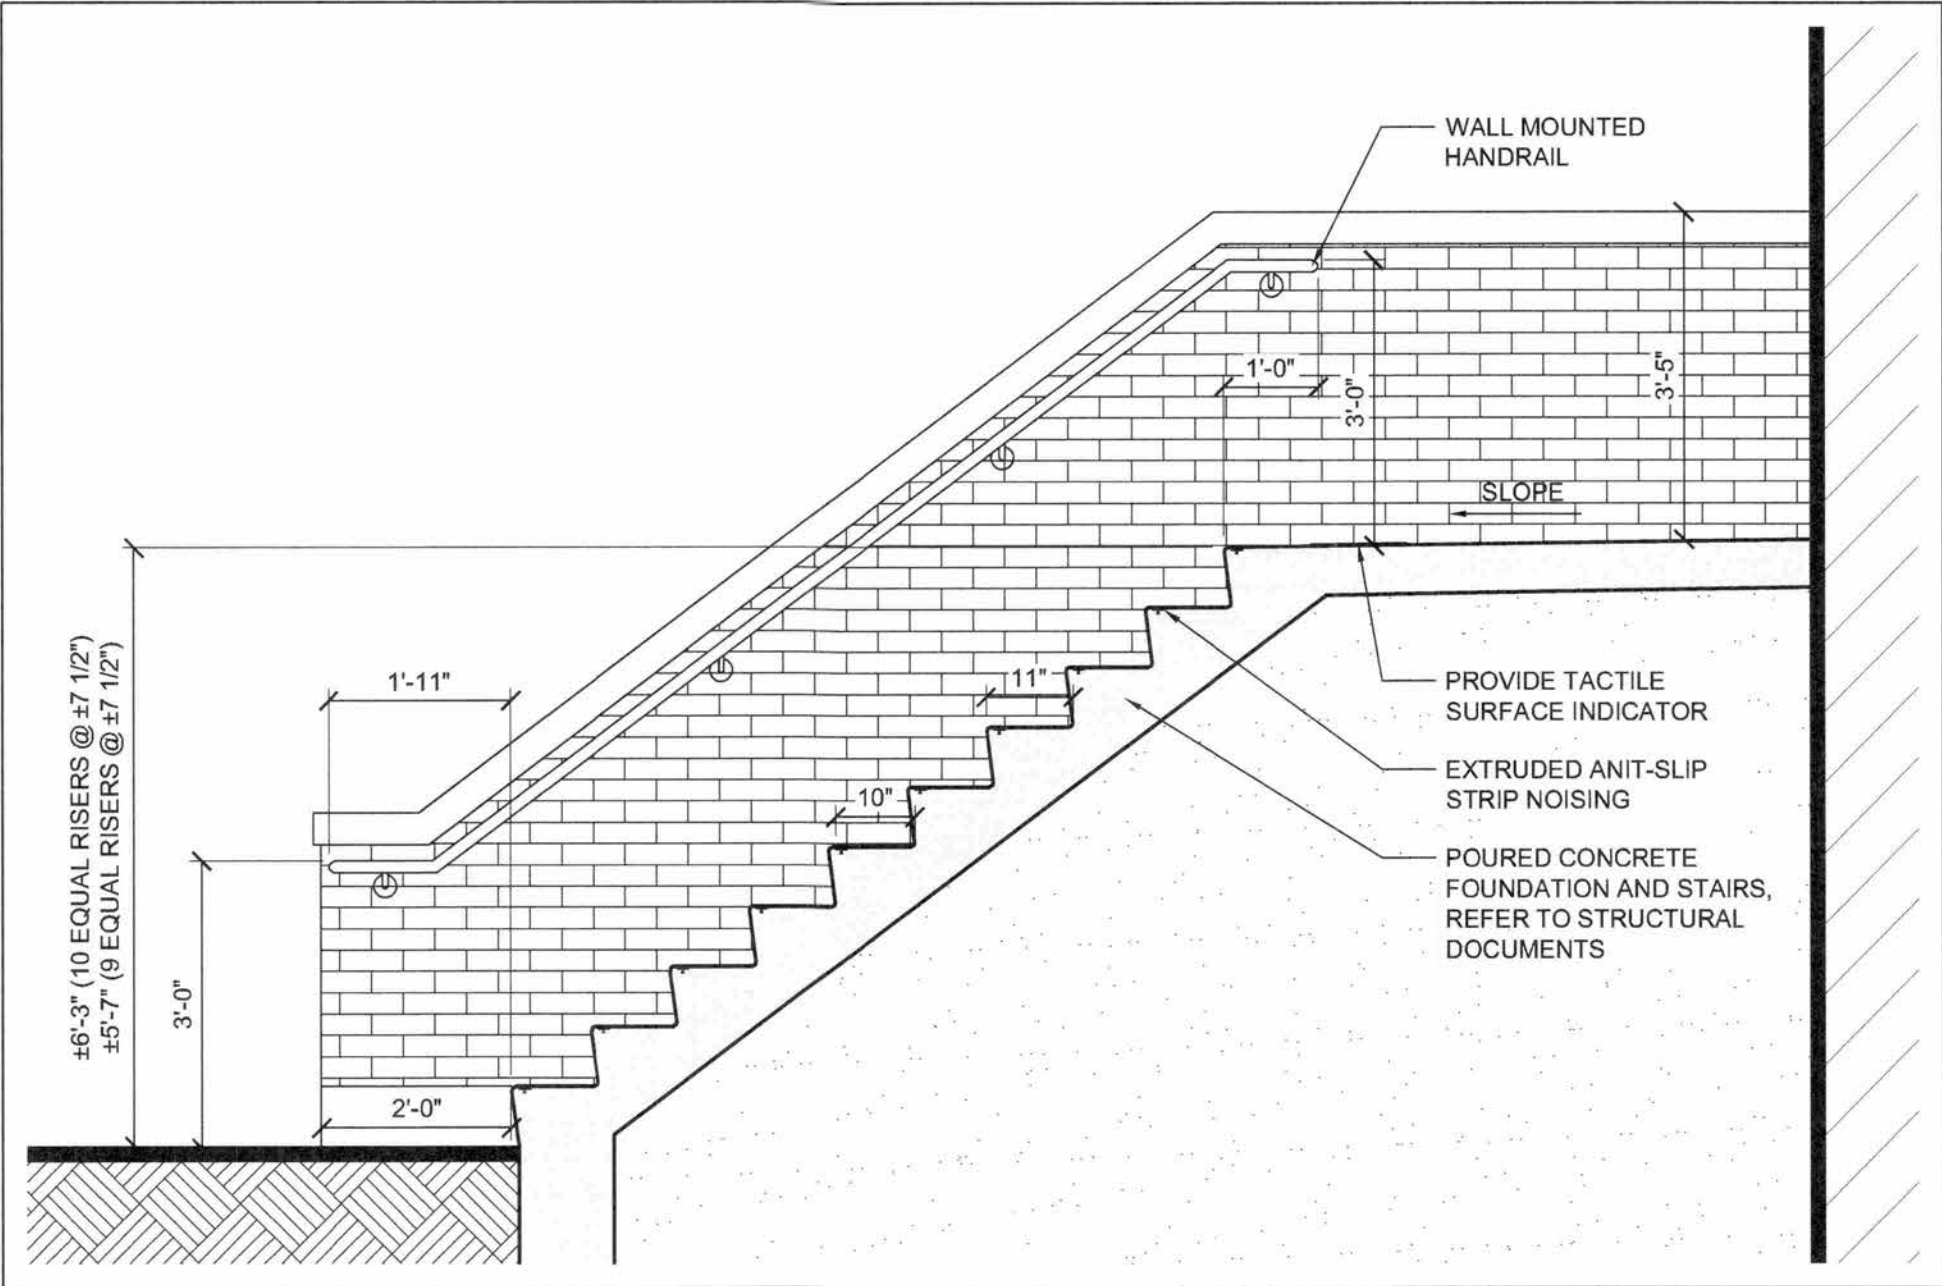 WALL MOUNTED
HANDRAIL
1'-0"
3'-0"
3'-5"
SLOPE
±6'-3" (10 EQUAL RISERS @ ±7 1/2")
±5'-7" (9 EQUAL RISERS @ ±7 1/2")
1'-11"
11"
10"
3'-0"
2'-0"
PROVIDE TACTILE
SURFACE INDICATOR
EXTRUDED ANIT-SLIP
STRIP NOISING
POURED CONCRETE
FOUNDATION AND STAIRS,
REFER TO STRUCTURAL
DOCUMENTS